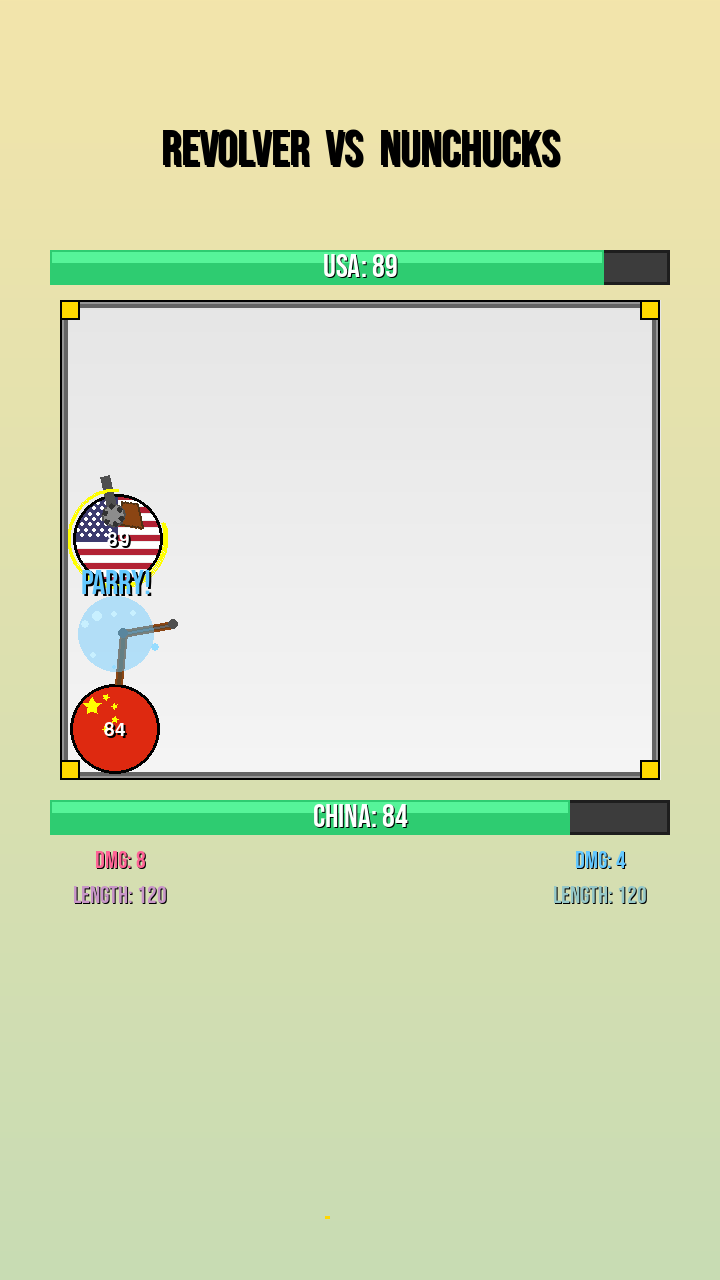 REVOLVER VS NUNCHUCKS
USA: 89
89
PARRY!
84
CHINA: 84
DMG: 8
DMG: 4
LENGTH: 120
LENGTH: 120